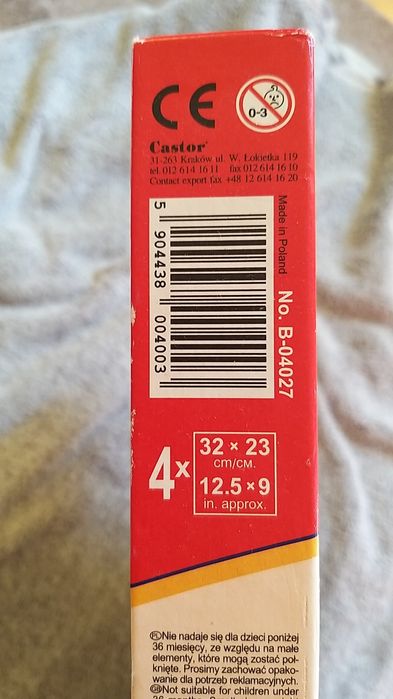 CE
0-3
Castor
31-263 Kraków ul. W. Łokietka 119
tel. 012 614 16 11 fax 012 614 16 10
Contact export fax +48 12 614 16 20
Made in Poland
5 904438 004003
No. B-04027
4x
32 × 23
cm/см.
12.5 × 9
in. approx.
PL Nie nadaje się dla dzieci poniżej
36 miesięcy, ze względu na małe
elementy, które mogą zostać poł-
knięte. Prosimy zachować opako-
wanie dla potrzeb reklamacyjnych.
GB Not suitable for children under